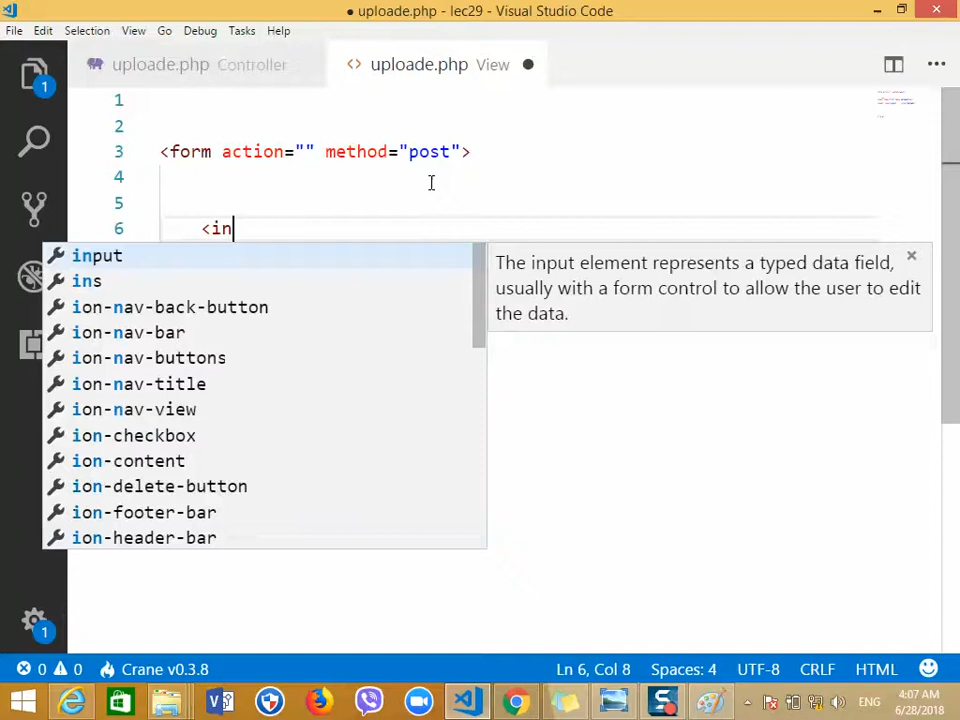 ● uploade.php - lec29 - Visual Studio Code
File Edit Selection View Go Debug Tasks Help
uploade.php Controller
uploade.php View ●
1
2
3 <form action="" method="post">
4
5
6 <in
input
ins
ion-nav-back-button
ion-nav-bar
ion-nav-buttons
ion-nav-title
ion-nav-view
ion-checkbox
ion-content
ion-delete-button
ion-footer-bar
ion-header-bar
The input element represents a typed data field,
usually with a form control to allow the user to edit
the data.
1
1
0 0 Crane v0.3.8 Ln 6, Col 8 Spaces: 4 UTF-8 CRLF HTML
ENG
4:07 AM
6/28/2018